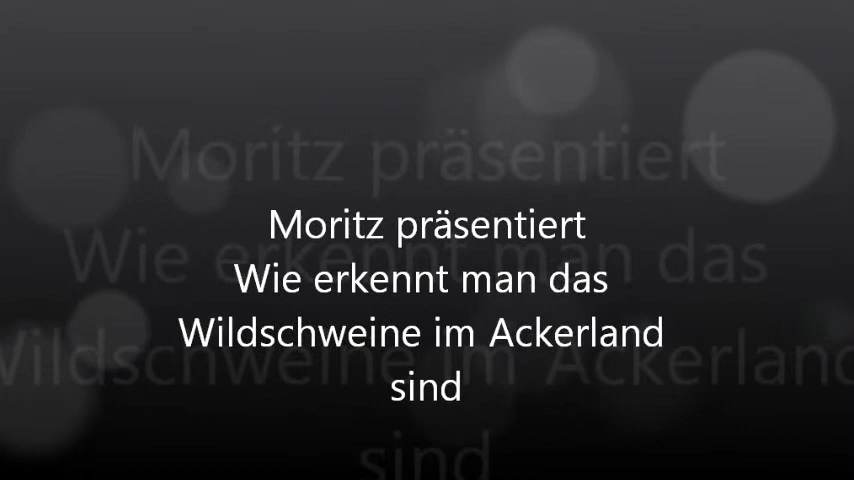 Moritz präsentiert
Wie erkennt man das
Wildschweine im Ackerland
sind